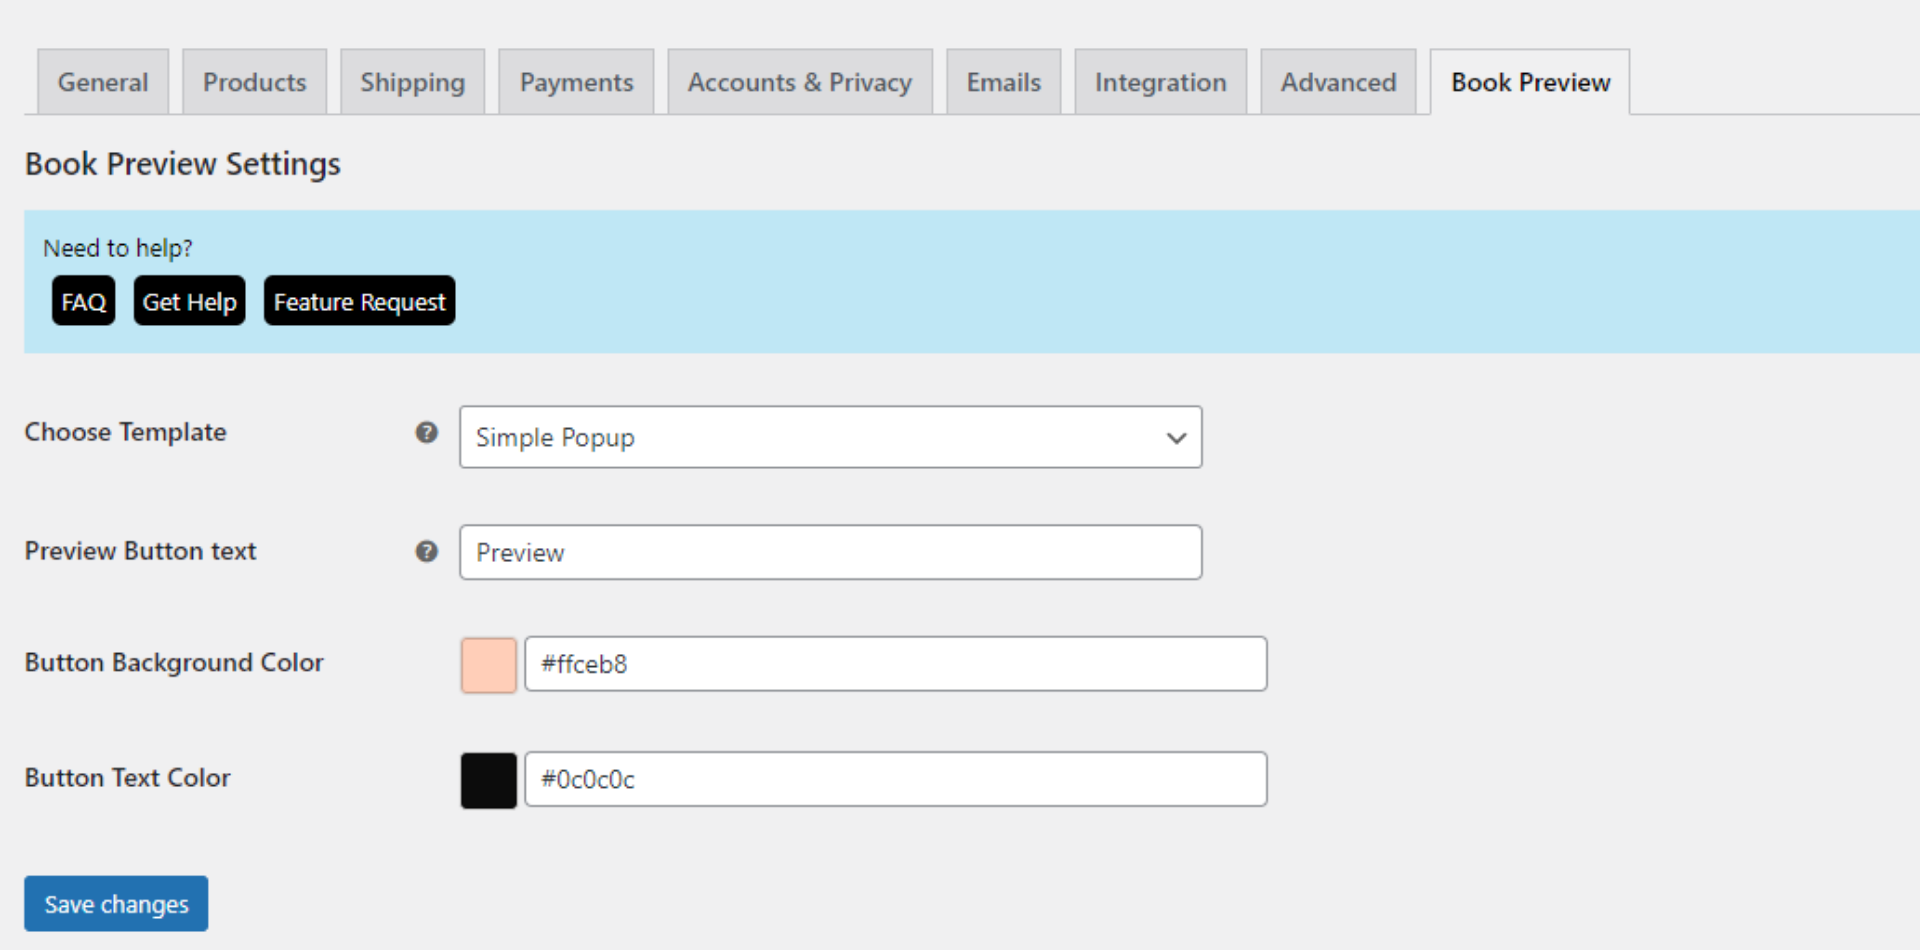 General Products Shipping Payments Accounts & Privacy Emails Integration Advanced Book Preview
Book Preview Settings
Need to help?
FAQ Get Help Feature Request
Choose Template ? Simple Popup
Preview Button text ? Preview
Button Background Color #ffceb8
Button Text Color #0c0c0c
Save changes